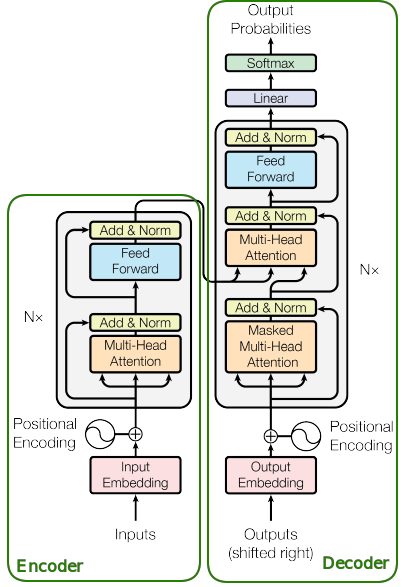 Output
Probabilities
Softmax
Linear
Add & Norm
Feed
Forward
Add & Norm
Multi-Head
Attention
Nx
Add & Norm
Masked
Multi-Head
Attention
Positional
Encoding
Output
Embedding
Outputs
(shifted right)
Decoder
Add & Norm
Feed
Forward
Nx
Add & Norm
Multi-Head
Attention
Positional
Encoding
Input
Embedding
Inputs
Encoder